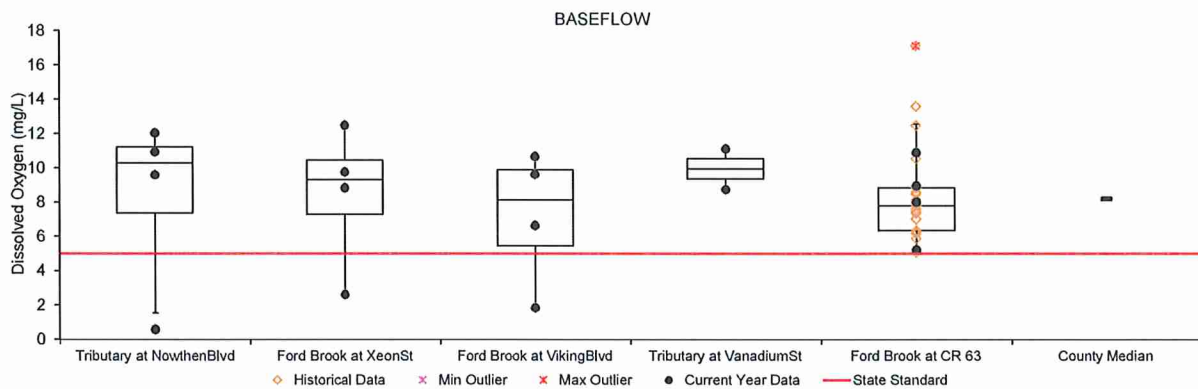 BASEFLOW
18
16
14
12
10
8
6
4
2
0
Dissolved Oxygen (mg/L)
Tributary at NowthenBlvd Ford Brook at XeonSt Ford Brook at VikingBlvd Tributary at VanadiumSt Ford Brook at CR 63 County Median
Historical Data Min Outlier Max Outlier Current Year Data State Standard